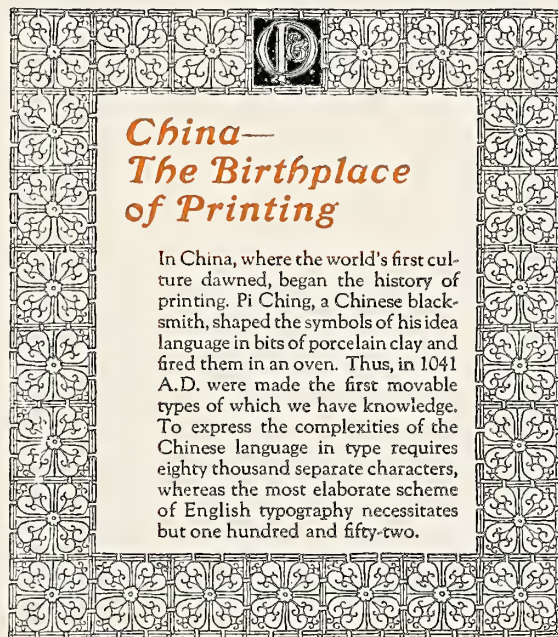 China—
The Birthplace
of Printing
In China, where the world's first cul-
ture dawned, began the history of
printing. Pi Ching, a Chinese black-
smith, shaped the symbols of his idea
language in bits of porcelain clay and
fired them in an oven. Thus, in 1041
A.D. were made the first movable
types of which we have knowledge.
To express the complexities of the
Chinese language in type requires
eighty thousand separate characters,
whereas the most elaborate scheme
of English typography necessitates
but one hundred and fifty-two.